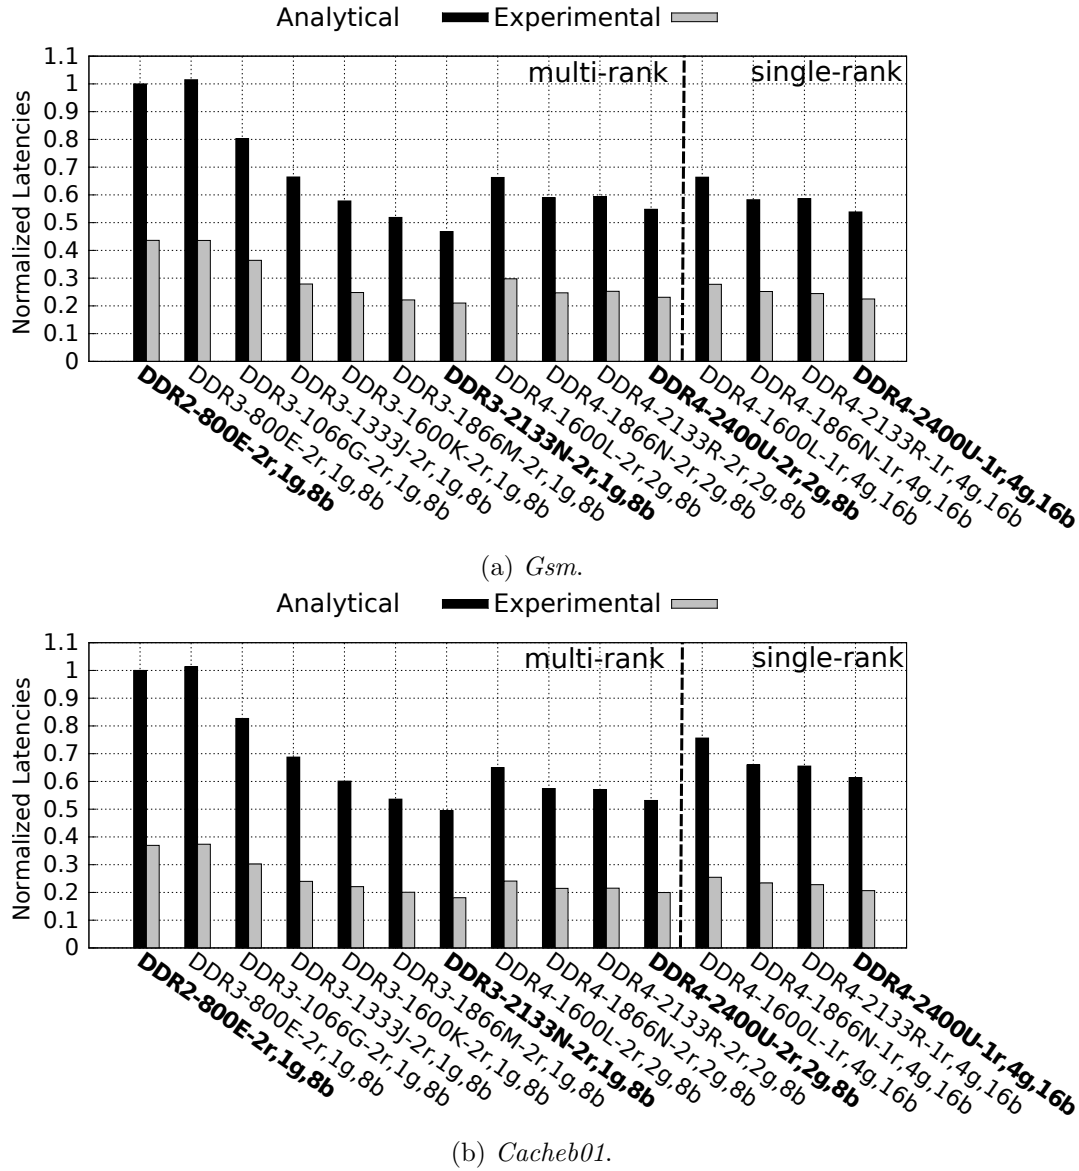 Analytical Experimental
multi-rank single-rank
Normalized Latencies
1.1
1
0.9
0.8
0.7
0.6
0.5
0.4
0.3
0.2
0.1
0
DDR2-800E-2r,1g,8b
DDR3-800E-2r,1g,8b
DDR3-1066G-2r,1g,8b
DDR3-1333J-2r,1g,8b
DDR3-1600K-2r,1g,8b
DDR3-1866M-2r,1g,8b
DDR3-2133N-2r,1g,8b
DDR4-1600L-2r,2g,8b
DDR4-1866N-2r,2g,8b
DDR4-2133R-2r,2g,8b
DDR4-2400U-2r,2g,8b
DDR4-1600L-1r,4g,16b
DDR4-1866N-1r,4g,16b
DDR4-2133R-1r,4g,16b
DDR4-2400U-1r,4g,16b
(a) Gsm.
Analytical Experimental
multi-rank single-rank
Normalized Latencies
1.1
1
0.9
0.8
0.7
0.6
0.5
0.4
0.3
0.2
0.1
0
DDR2-800E-2r,1g,8b
DDR3-800E-2r,1g,8b
DDR3-1066G-2r,1g,8b
DDR3-1333J-2r,1g,8b
DDR3-1600K-2r,1g,8b
DDR3-1866M-2r,1g,8b
DDR3-2133N-2r,1g,8b
DDR4-1600L-2r,2g,8b
DDR4-1866N-2r,2g,8b
DDR4-2133R-2r,2g,8b
DDR4-2400U-2r,2g,8b
DDR4-1600L-1r,4g,16b
DDR4-1866N-1r,4g,16b
DDR4-2133R-1r,4g,16b
DDR4-2400U-1r,4g,16b
(b) Cacheb01.